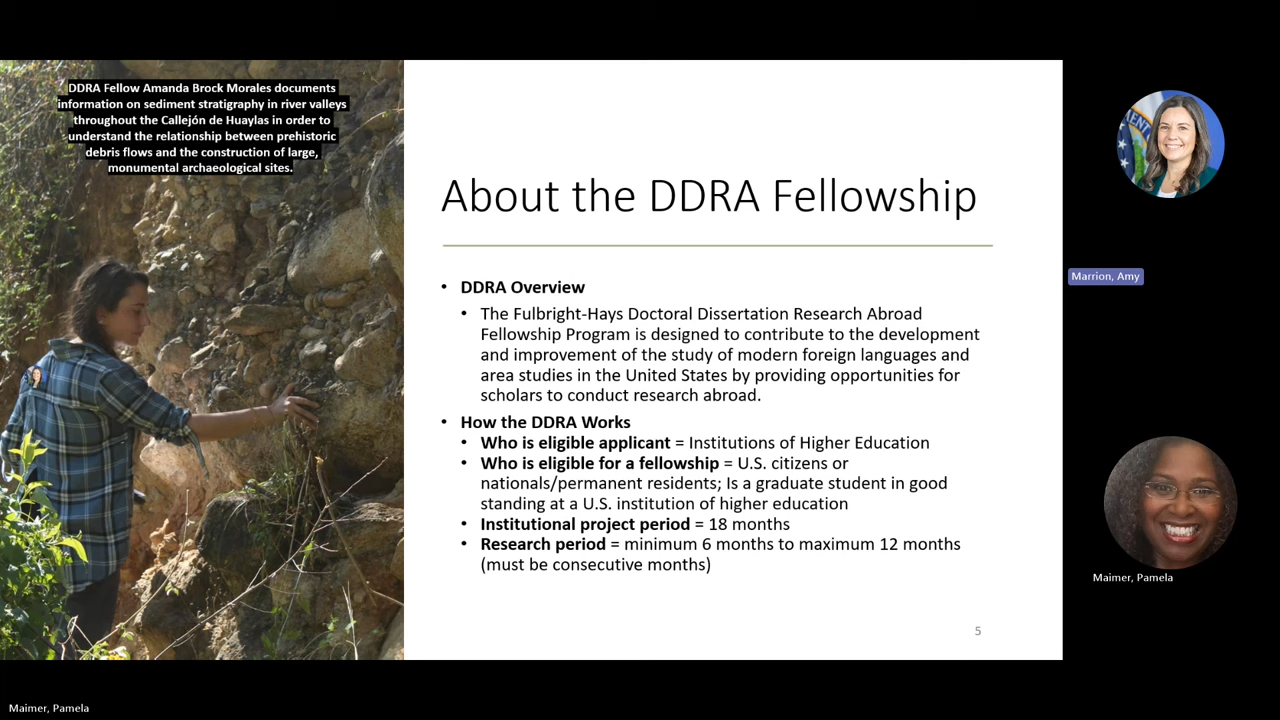 DDRA Fellow Amanda Brock Morales documents
information on sediment stratigraphy in river valleys
throughout the Callejón de Huaylas in order to
understand the relationship between prehistoric
debris flows and the construction of large,
monumental archaeological sites.
About the DDRA Fellowship
• DDRA Overview
• The Fulbright-Hays Doctoral Dissertation Research Abroad
Fellowship Program is designed to contribute to the development
and improvement of the study of modern foreign languages and
area studies in the United States by providing opportunities for
scholars to conduct research abroad.
• How the DDRA Works
• Who is eligible applicant = Institutions of Higher Education
• Who is eligible for a fellowship = U.S. citizens or
nationals/permanent residents; Is a graduate student in good
standing at a U.S. institution of higher education
• Institutional project period = 18 months
• Research period = minimum 6 months to maximum 12 months
(must be consecutive months)
5
MENT
Marrion, Amy
Maimer, Pamela
Maimer, Pamela